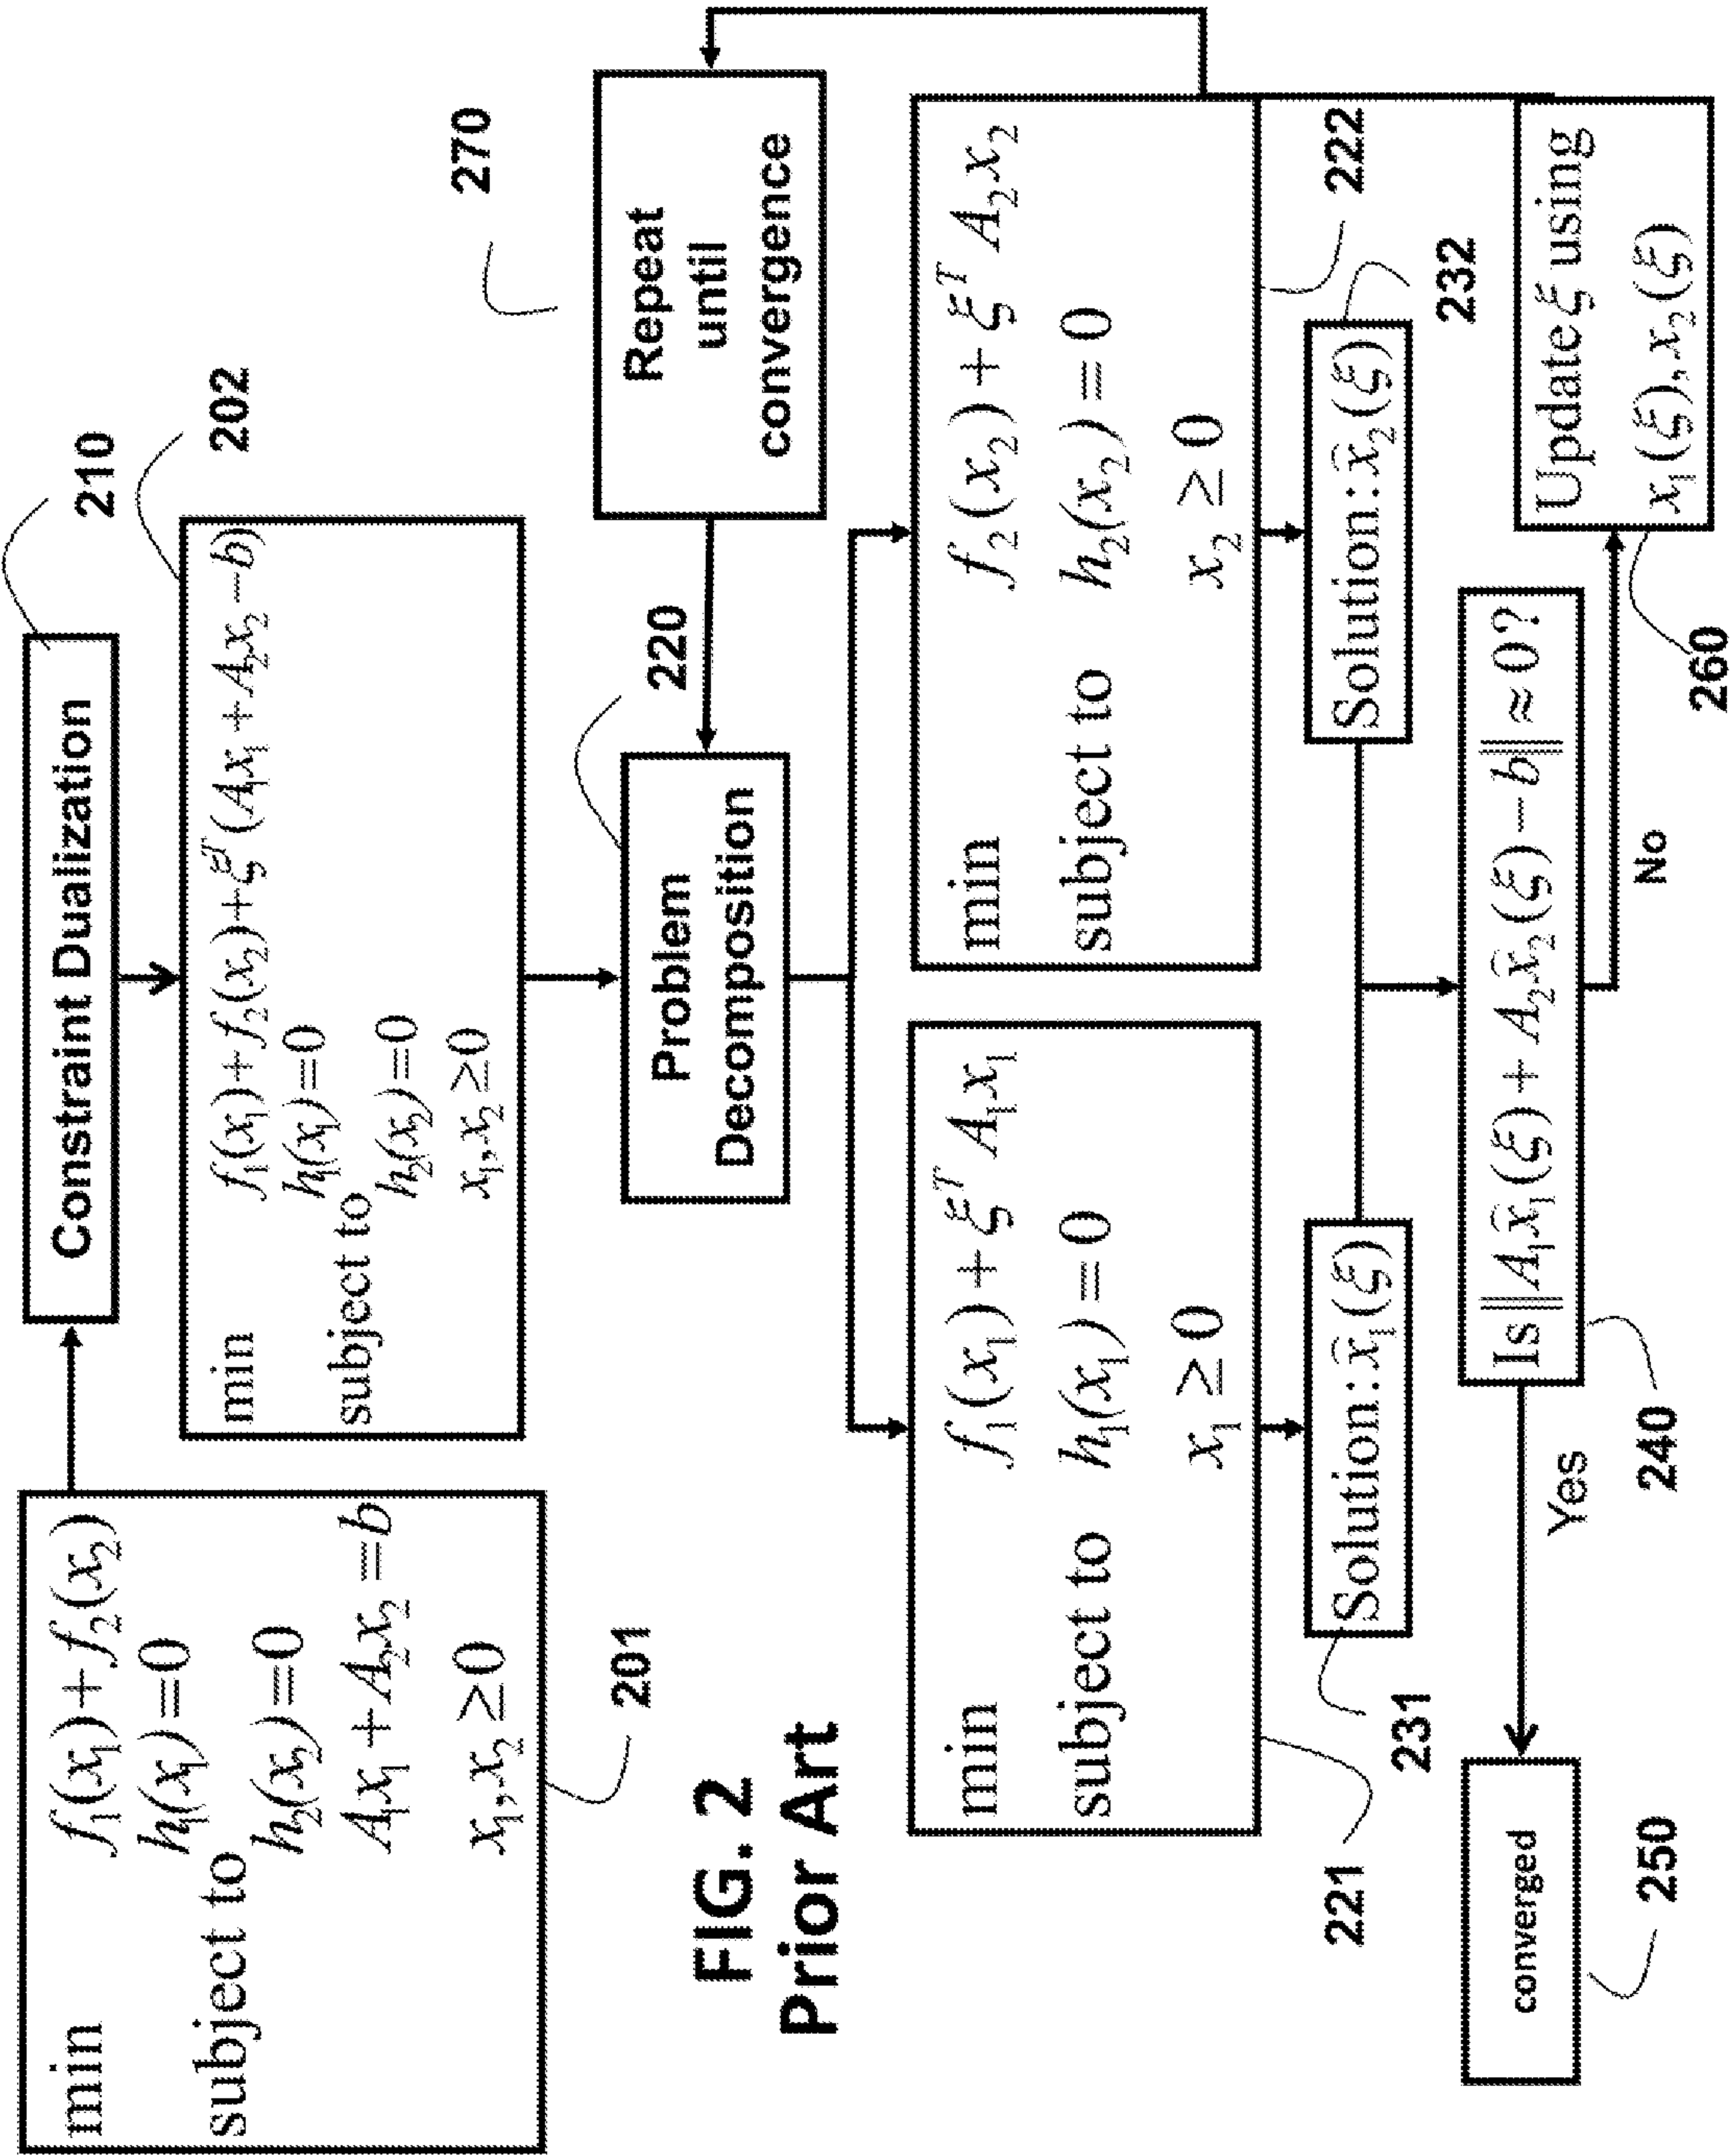 min f₁(x₁)+f₂(x₂)
h₁(x₁)=0
subject to
h₂(x₂)=0
A₁x₁+A₂x₂=b
x₁,x₂≥0
201
Constraint Dualization
210
min f₁(x₁)+f₂(x₂)+ξᵀ(A₁x₁+A₂x₂−b)
h₁(x₁)=0
subject to
h₂(x₂)=0
x₁,x₂≥0
202
Problem
Decomposition
220
Repeat
until
convergence
270
FIG. 2
Prior Art
min f₁(x₁)+ξᵀA₁x₁
subject to h₁(x₁)=0
x₁≥0
221
min f₂(x₂)+ξᵀA₂x₂
subject to h₂(x₂)=0
x₂≥0
222
Solution: x̂₁(ξ)
231
Solution: x̂₂(ξ)
232
Is ‖A₁x̂₁(ξ)+A₂x̂₂(ξ)−b‖≈0?
240
Yes
No
converged
250
Update ξ using
x₁(ξ),x₂(ξ)
260